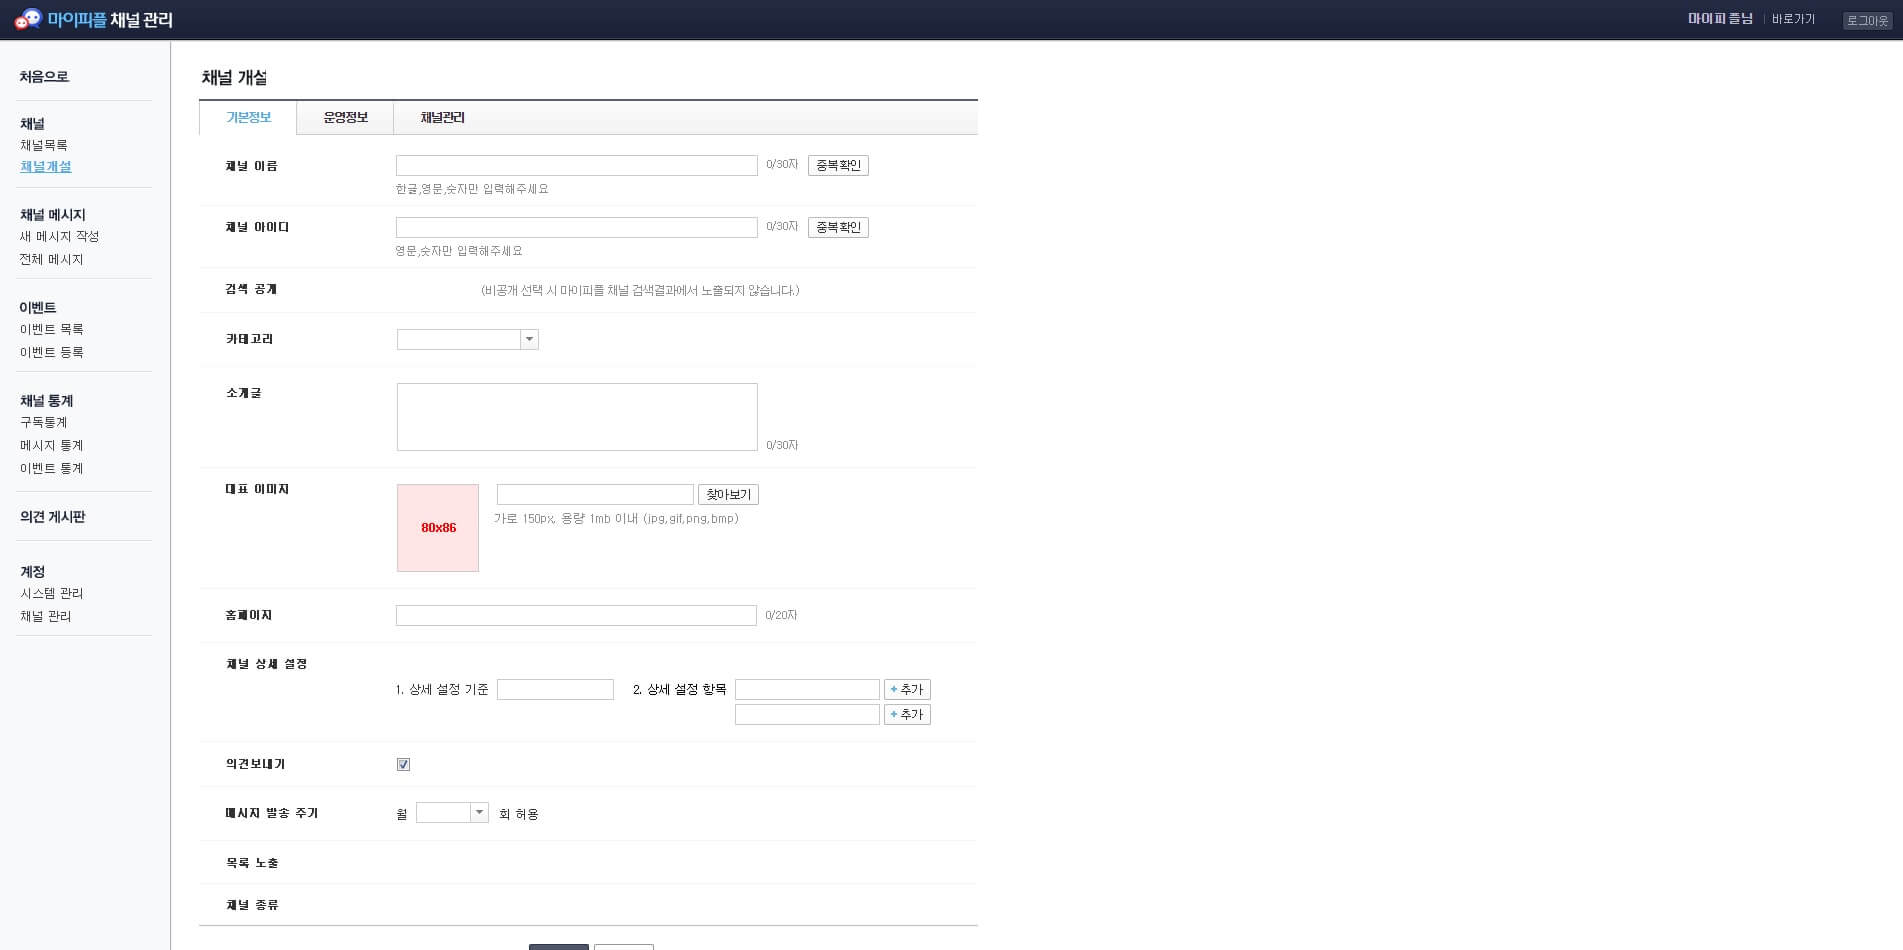 마이피플 채널 관리
마이피플님 바로가기 로그아웃
처음으로
채널
채널목록
채널개설
채널 메시지
새 메시지 작성
전체 메시지
이벤트
이벤트 목록
이벤트 등록
채널 통계
구독통계
메시지 통계
이벤트 통계
의견 게시판
계정
시스템 관리
채널 관리
채널 개설
기본정보 운영정보 채널관리
채널 이름 0/30자 중복확인
한글,영문,숫자만 입력해주세요
채널 아이디 0/30자 중복확인
영문,숫자만 입력해주세요
검색 공개 (비공개 선택 시 마이피플 채널 검색결과에서 노출되지 않습니다.)
카테고리
소개글
0/30자
대표 이미지 찾아보기
가로 150px, 용량 1mb 이내 (jpg,gif,png,bmp)
80x86
홈페이지 0/20자
채널 상세 설정
1. 상세 설정 기준 2. 상세 설정 항목 + 추가
+ 추가
의견보내기
메시지 발송 주기 월 회 허용
목록 노출
채널 종류